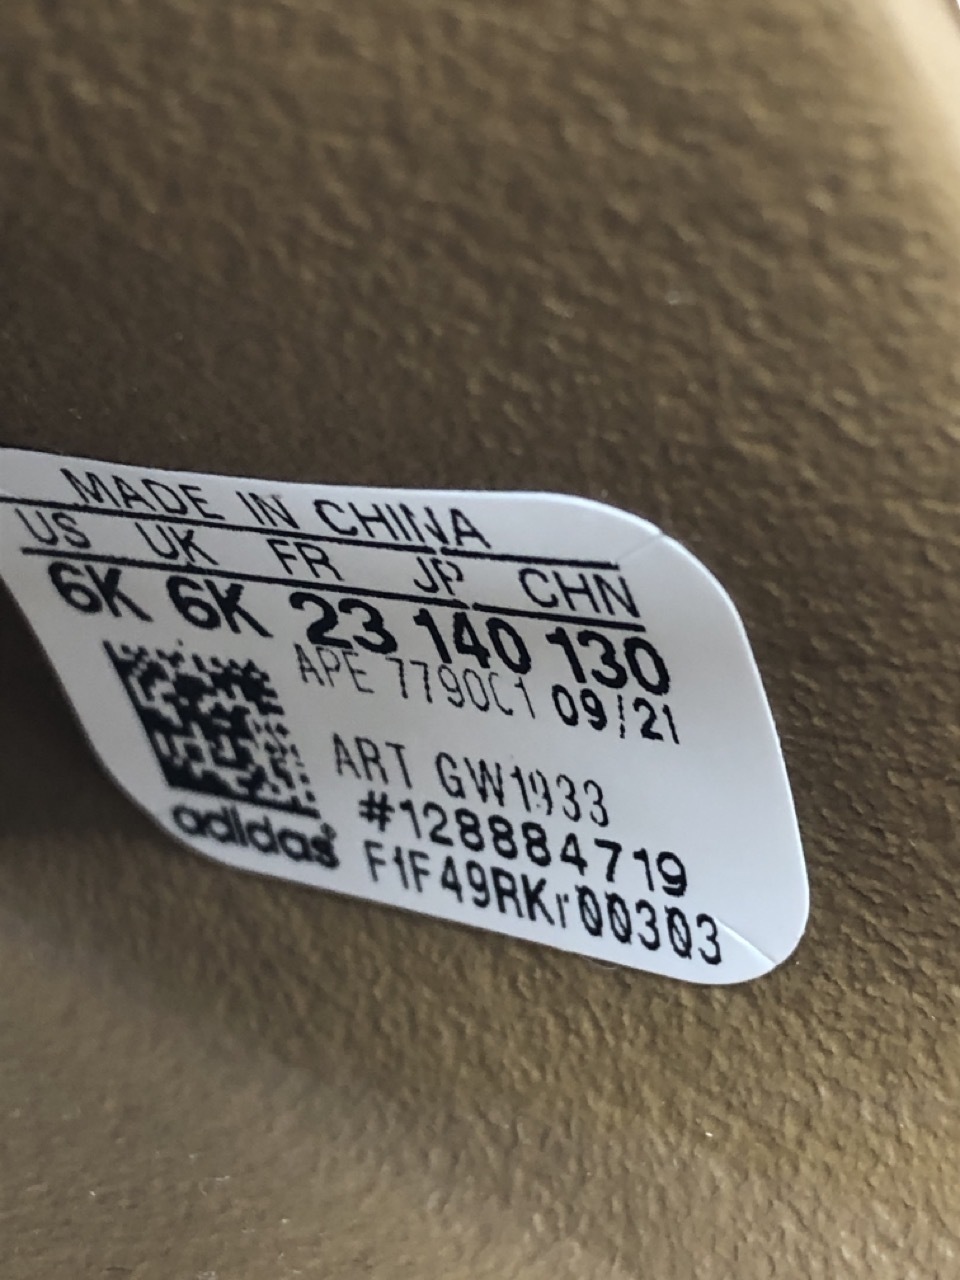 MADE IN CHINA
US UK FR JP CHN
6K 6K 23 140 130
APE 779001 09/21
ART GW1933
#128884719
F1F49RKr00303
adidas